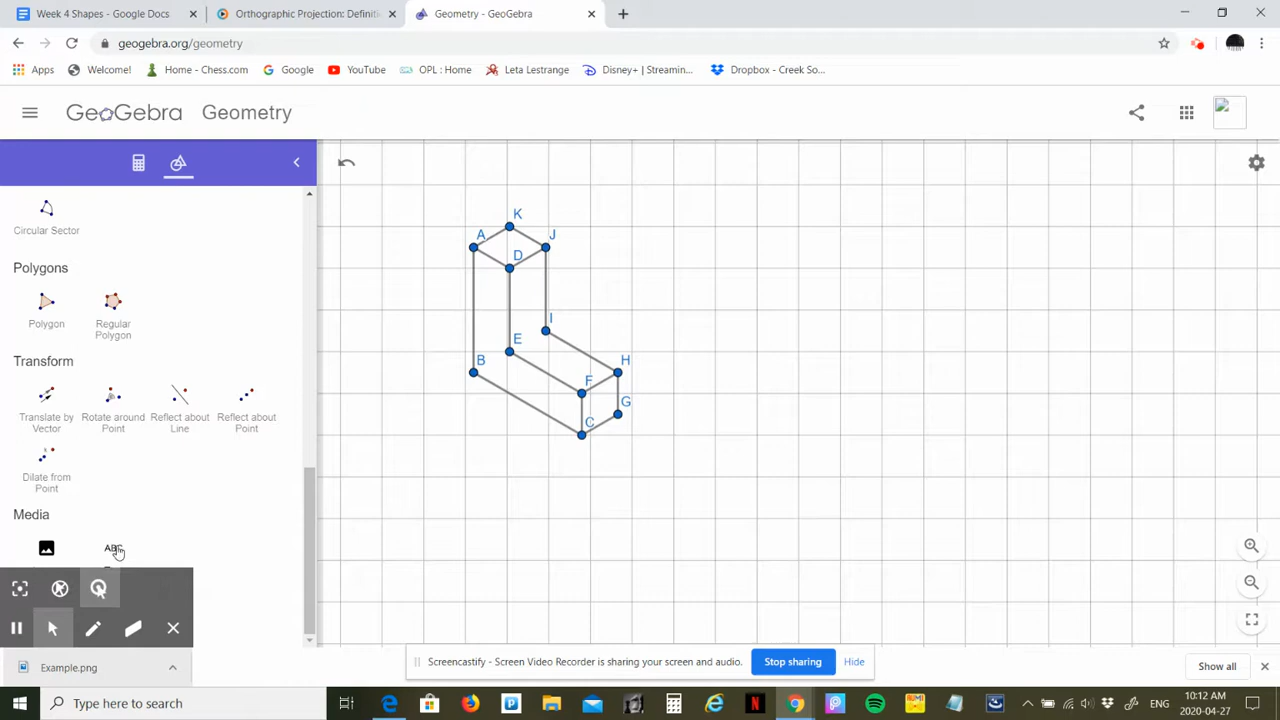 Week 4 Shapes - Google Docs
Orthographic Projection: Definiti
Geometry - GeoGebra
geogebra.org/geometry
Apps
Welcome!
Home - Chess.com
Google
YouTube
OPL : Home
Leta Lestrange
Disney+ | Streamin...
Dropbox - Creek So...
GeoGebra
Geometry
Circular Sector
Polygons
Polygon
Regular
Polygon
Transform
Translate by
Vector
Rotate around
Point
Reflect about
Line
Reflect about
Point
Dilate from
Point
Media
ABC
K
A
J
D
I
E
B
H
F
G
C
Example.png
Screencastify - Screen Video Recorder is sharing your screen and audio.
Stop sharing
Hide
Show all
Type here to search
ENG
10:12 AM
2020-04-27